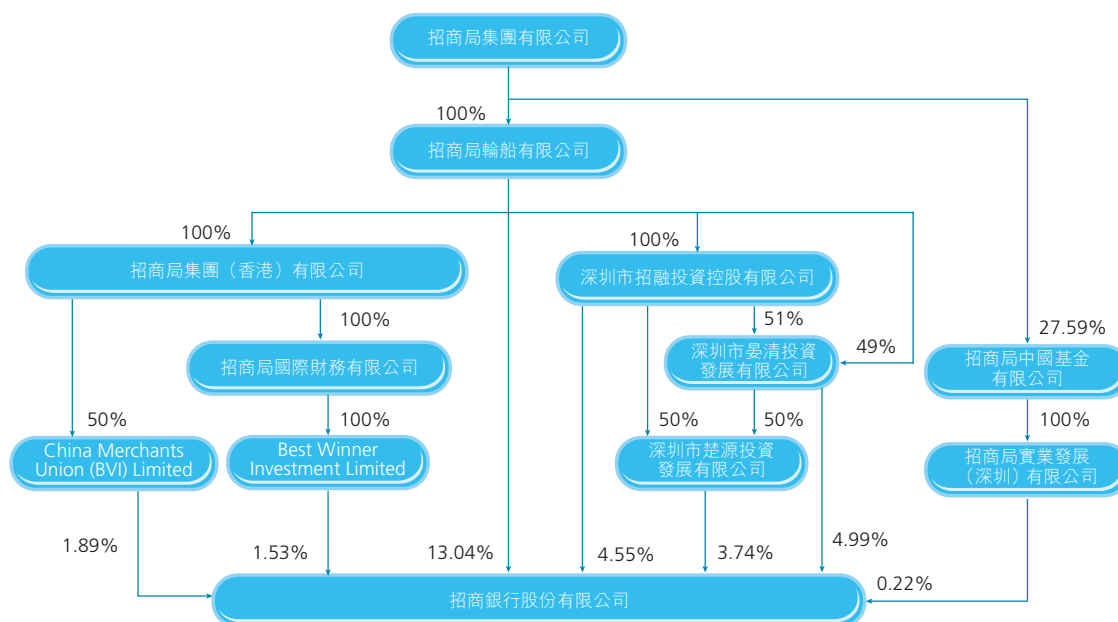 招商局集團有限公司
100%
招商局輪船有限公司
100%
招商局集團（香港）有限公司
100%
深圳市招融投資控股有限公司
100%
招商局國際財務有限公司
51%
深圳市晏清投資
發展有限公司
49%
27.59%
招商局中國基金
有限公司
50%
China Merchants
Union (BVI) Limited
100%
Best Winner
Investment Limited
50%
50%
深圳市楚源投資
發展有限公司
100%
招商局實業發展
（深圳）有限公司
1.89%
1.53%
13.04%
4.55%
3.74%
4.99%
0.22%
招商銀行股份有限公司